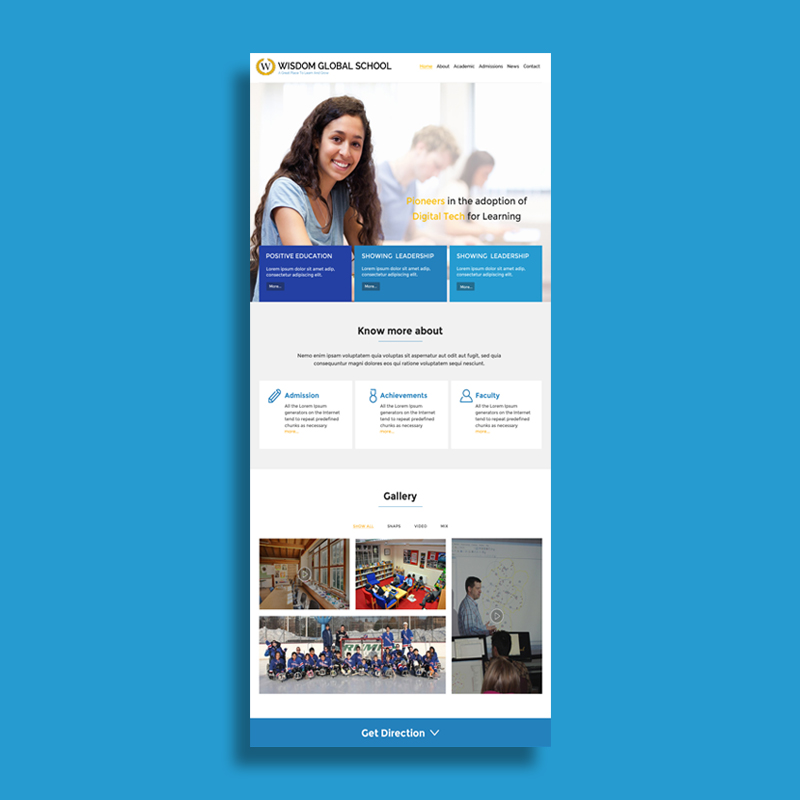 W WISDOM GLOBAL SCHOOL
A Great Place To Learn And Grow
Home About Academic Admissions News Contact
Pioneers in the adoption of
Digital Tech for Learning
POSITIVE EDUCATION
Lorem ipsum dolor sit amet adip,
consectetur adipiscing elit.
More...
SHOWING LEADERSHIP
Lorem ipsum dolor sit amet adip,
consectetur adipiscing elit.
More...
SHOWING LEADERSHIP
Lorem ipsum dolor sit amet adip,
consectetur adipiscing elit.
More...
Know more about
Nemo enim ipsam voluptatem quia voluptas sit aspernatur aut odit aut fugit, sed quia
consequuntur magni dolores eos qui ratione voluptatem sequi nesciunt.
Admission
All the Lorem Ipsum
generators on the Internet
tend to repeat predefined
chunks as necessary
more...
Achievements
All the Lorem Ipsum
generators on the Internet
tend to repeat predefined
chunks as necessary
more...
Faculty
All the Lorem Ipsum
generators on the Internet
tend to repeat predefined
chunks as necessary
more...
Gallery
SHOW ALL SHAPE VIDEO MIX
Get Direction